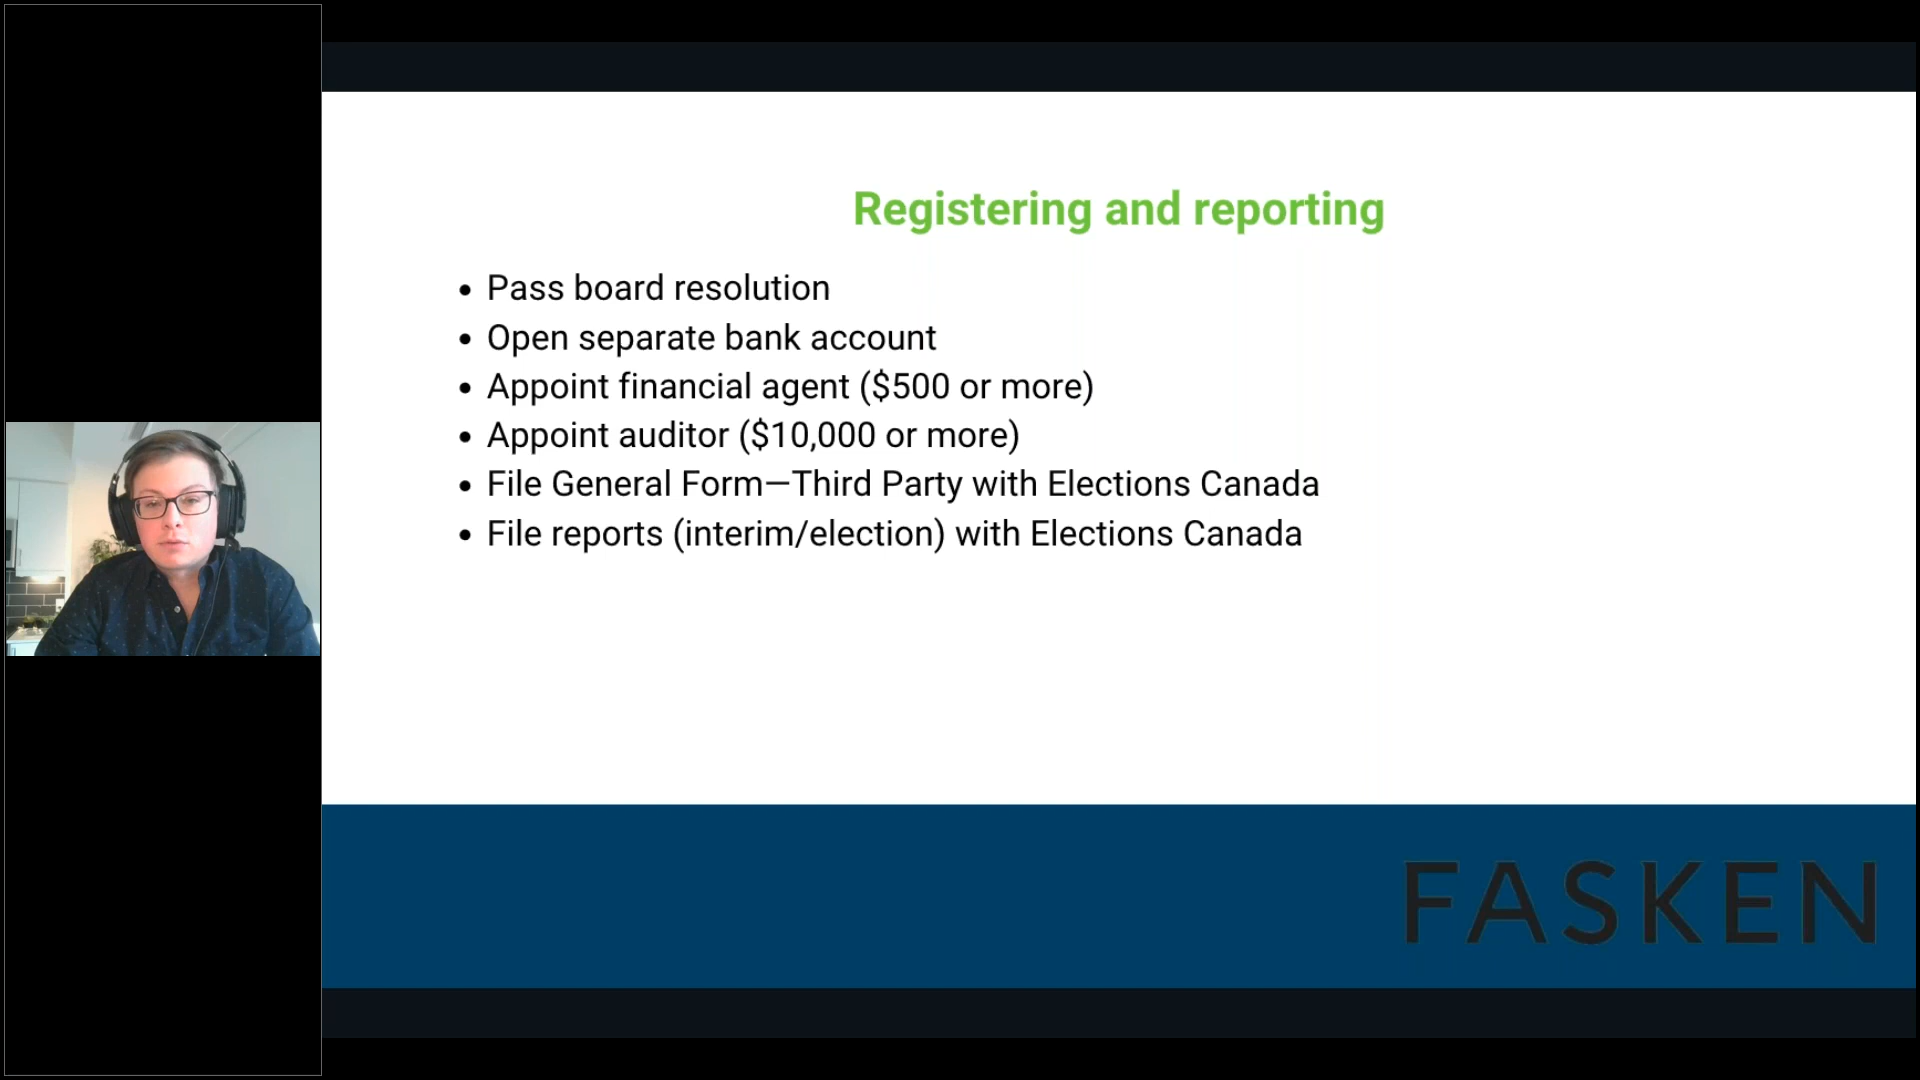 Registering and reporting
• Pass board resolution
• Open separate bank account
• Appoint financial agent ($500 or more)
• Appoint auditor ($10,000 or more)
• File General Form—Third Party with Elections Canada
• File reports (interim/election) with Elections Canada
FASKEN